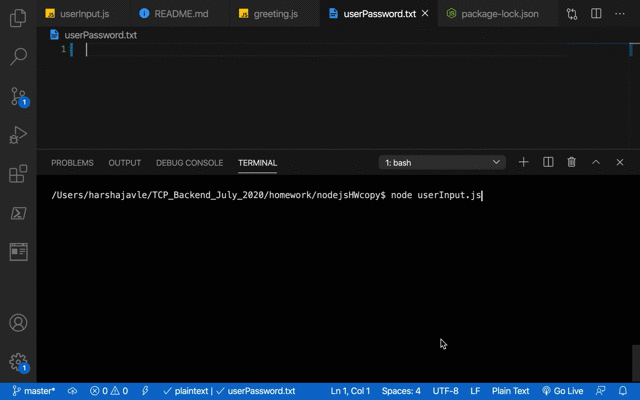 userInput.js README.md greeting.js userPassword.txt package-lock.json
userPassword.txt
1
1
PROBLEMS OUTPUT DEBUG CONSOLE TERMINAL 1: bash
/Users/harshajavle/TCP_Backend_July_2020/homework/nodejsHWcopy$ node userInput.js
1
master* 0 0 plaintext | userPassword.txt Ln 1, Col 1 Spaces: 4 UTF-8 LF Plain Text Go Live